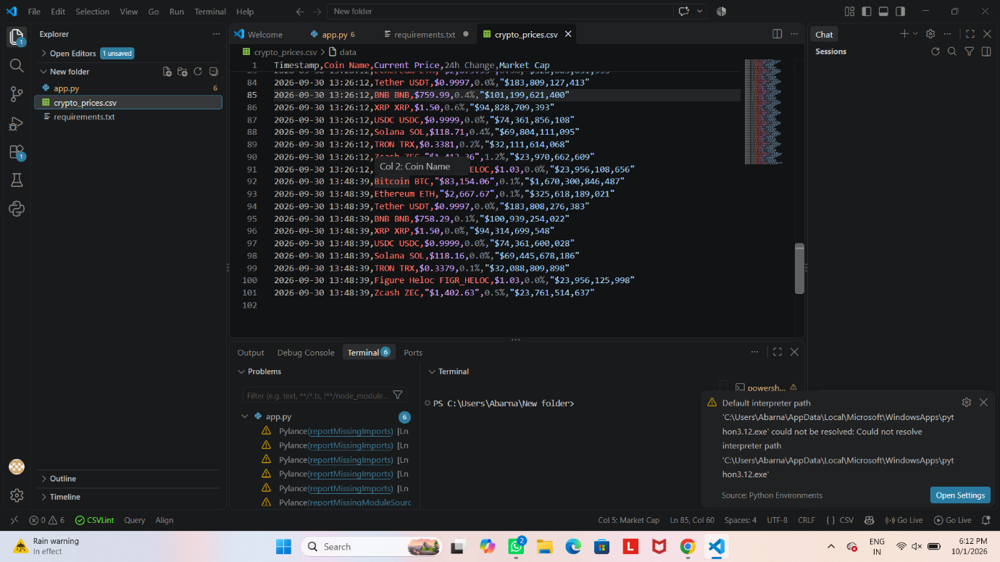 File Edit Selection View Go Run Terminal Help
New folder
Explorer
Open Editors 1 unsaved
New folder
app.py 6
crypto_prices.csv
requirements.txt
Outline
Timeline
Welcome
app.py 6
requirements.txt
crypto_prices.csv
crypto_prices.csv > data
1 Timestamp,Coin Name,Current Price,24h Change,Market Cap
84 2026-09-30 13:26:12,Tether USDT,$0.9997,0.0%,"$183,809,127,413"
85 2026-09-30 13:26:12,BNB BNB,$759.99,0.4%,"$101,199,621,400"
86 2026-09-30 13:26:12,XRP XRP,$1.50,0.6%,"$94,828,709,393"
87 2026-09-30 13:26:12,USDC USDC,$0.9999,0.0%,"$74,361,856,108"
88 2026-09-30 13:26:12,Solana SOL,$118.71,0.4%,"$69,804,111,095"
89 2026-09-30 13:26:12,TRON TRX,$0.3381,0.2%,"$32,111,614,068"
90 2026-09-30 13:26:12,Zcash ZEC,"$1,413.36",1.2%,"$23,970,662,609"
Col 2: Coin Name
91 2026-09-30 13:26:12, HELOC,$1.03,0.0%,"$23,956,108,656"
92 2026-09-30 13:48:39,Bitcoin BTC,"$83,154.06",0.1%,"$1,670,300,846,487"
93 2026-09-30 13:48:39,Ethereum ETH,"$2,667.67",0.1%,"$325,618,189,021"
94 2026-09-30 13:48:39,Tether USDT,$0.9997,0.0%,"$183,808,276,383"
95 2026-09-30 13:48:39,BNB BNB,$758.29,0.1%,"$100,939,254,022"
96 2026-09-30 13:48:39,XRP XRP,$1.50,0.0%,"$94,314,699,548"
97 2026-09-30 13:48:39,USDC USDC,$0.9999,0.0%,"$74,361,600,028"
98 2026-09-30 13:48:39,Solana SOL,$118.16,0.0%,"$69,445,678,186"
99 2026-09-30 13:48:39,TRON TRX,$0.3379,0.1%,"$32,088,809,898"
100 2026-09-30 13:48:39,Figure Heloc FIGR_HELOC,$1.03,0.0%,"$23,956,125,998"
101 2026-09-30 13:48:39,Zcash ZEC,"$1,402.63",0.5%,"$23,761,514,637"
102
Output Debug Console Terminal 6 Ports
Problems
Filter (e.g. text, **/*.ts, !**/node_module...
app.py 6
Pylance(reportMissingImports) [Ln
Pylance(reportMissingImports) [Ln
Pylance(reportMissingImports) [Ln
Pylance(reportMissingImports) [Ln
Pylance(reportMissingImports) [Ln
Pylance(reportMissingModuleSourc
Terminal
powersh...
PS C:\Users\Abarna\New folder>
Chat
Sessions
Default interpreter path
'C:\Users\Abarna\AppData\Local\Microsoft\WindowsApps\pyt
hon3.12.exe' could not be resolved: Could not resolve
interpreter path
'C:\Users\Abarna\AppData\Local\Microsoft\WindowsApps\pyt
hon3.12.exe'
Source: Python Environments
Open Settings
0 6 CSVLint Query Align
Col 5: Market Cap Ln 85, Col 60 Spaces: 4 UTF-8 CRLF { } CSV Go Live Go Live
Rain warning
In effect
Search
2
ENG
IN
6:12 PM
10/1/2026